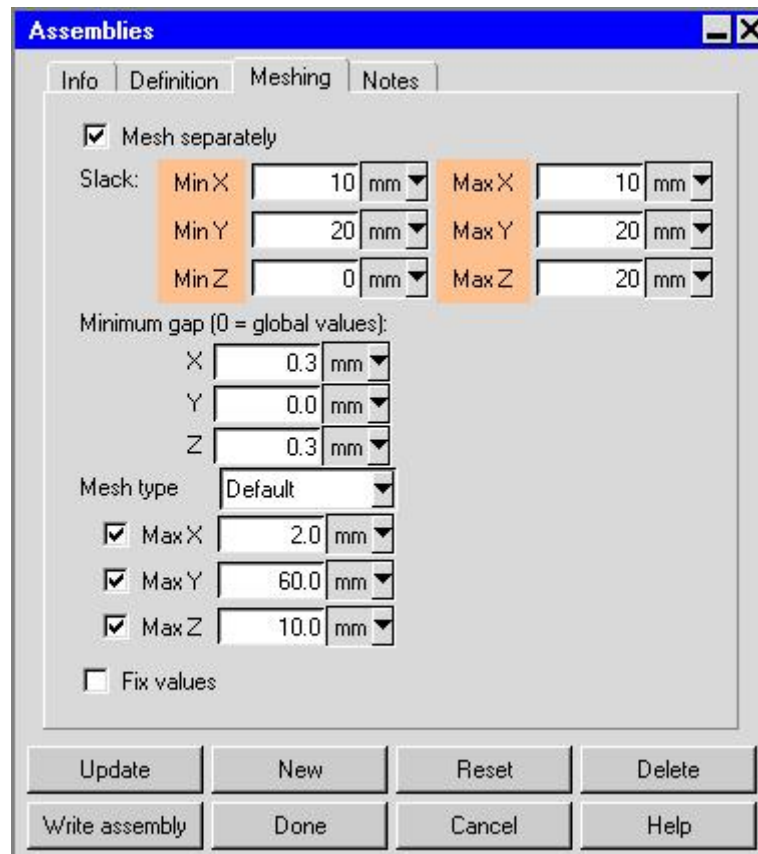 Assemblies
Info Definition Meshing Notes
Mesh separately
Slack: Min X 10 mm Max X 10 mm
Min Y 20 mm Max Y 20 mm
Min Z 0 mm Max Z 20 mm
Minimum gap (0 = global values):
X 0.3 mm
Y 0.0 mm
Z 0.3 mm
Mesh type Default
Max X 2.0 mm
Max Y 60.0 mm
Max Z 10.0 mm
Fix values
Update New Reset Delete
Write assembly Done Cancel Help